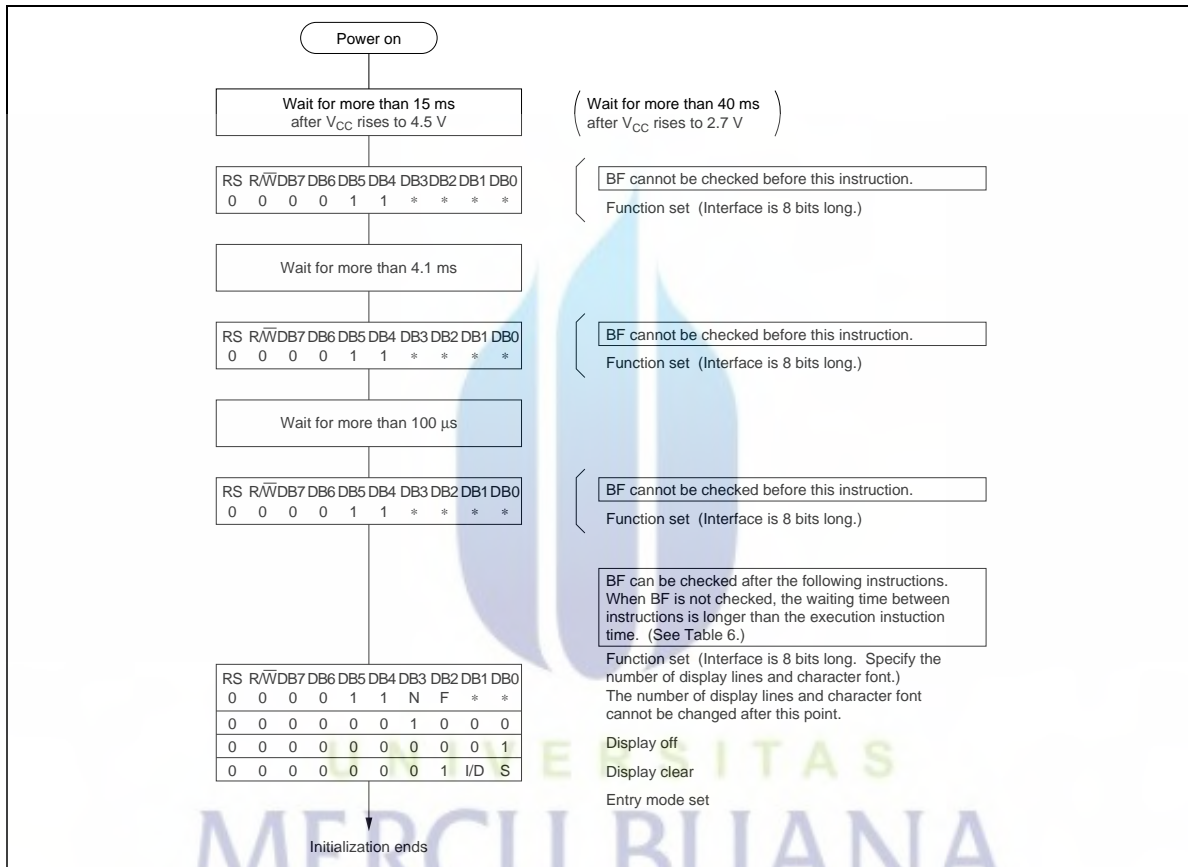 Power on
Wait for more than 15 ms
after VCC rises to 4.5 V
Wait for more than 40 ms
after VCC rises to 2.7 V
RS R/W̅ DB7 DB6 DB5 DB4 DB3 DB2 DB1 DB0
0 0 0 0 1 1 * * * *
BF cannot be checked before this instruction.
Function set (Interface is 8 bits long.)
Wait for more than 4.1 ms
RS R/W̅ DB7 DB6 DB5 DB4 DB3 DB2 DB1 DB0
0 0 0 0 1 1 * * * *
BF cannot be checked before this instruction.
Function set (Interface is 8 bits long.)
Wait for more than 100 µs
RS R/W̅ DB7 DB6 DB5 DB4 DB3 DB2 DB1 DB0
0 0 0 0 1 1 * * * *
BF cannot be checked before this instruction.
Function set (Interface is 8 bits long.)
BF can be checked after the following instructions.
When BF is not checked, the waiting time between
instructions is longer than the execution instuction
time. (See Table 6.)
RS R/W̅ DB7 DB6 DB5 DB4 DB3 DB2 DB1 DB0
0 0 0 0 1 1 N F * *
0 0 0 0 0 0 1 0 0 0
0 0 0 0 0 0 0 0 0 1
0 0 0 0 0 0 0 1 I/D S
Function set (Interface is 8 bits long. Specify the
number of display lines and character font.)
The number of display lines and character font
cannot be changed after this point.
Display off
Display clear
Entry mode set
Initialization ends
UNIVERSITAS
MERCU BUANA